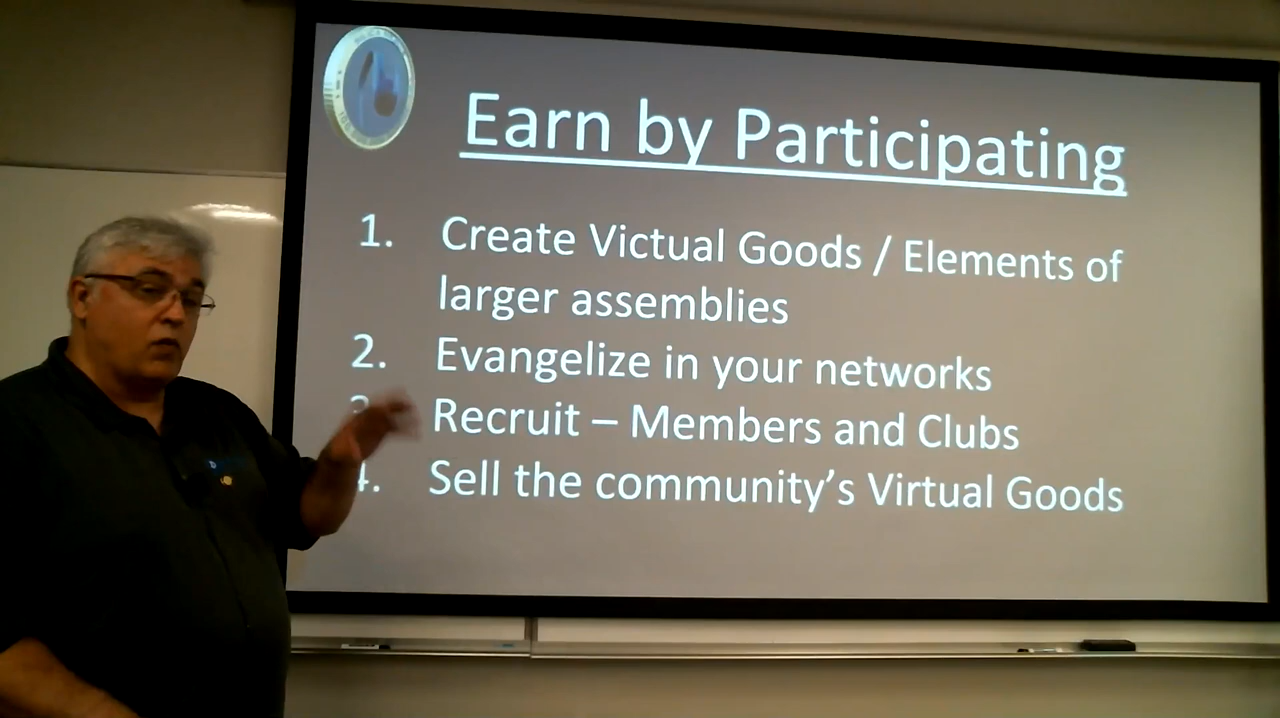 Earn by Participating
1. Create Victual Goods / Elements of
larger assemblies
2. Evangelize in your networks
3. Recruit – Members and Clubs
4. Sell the community's Virtual Goods